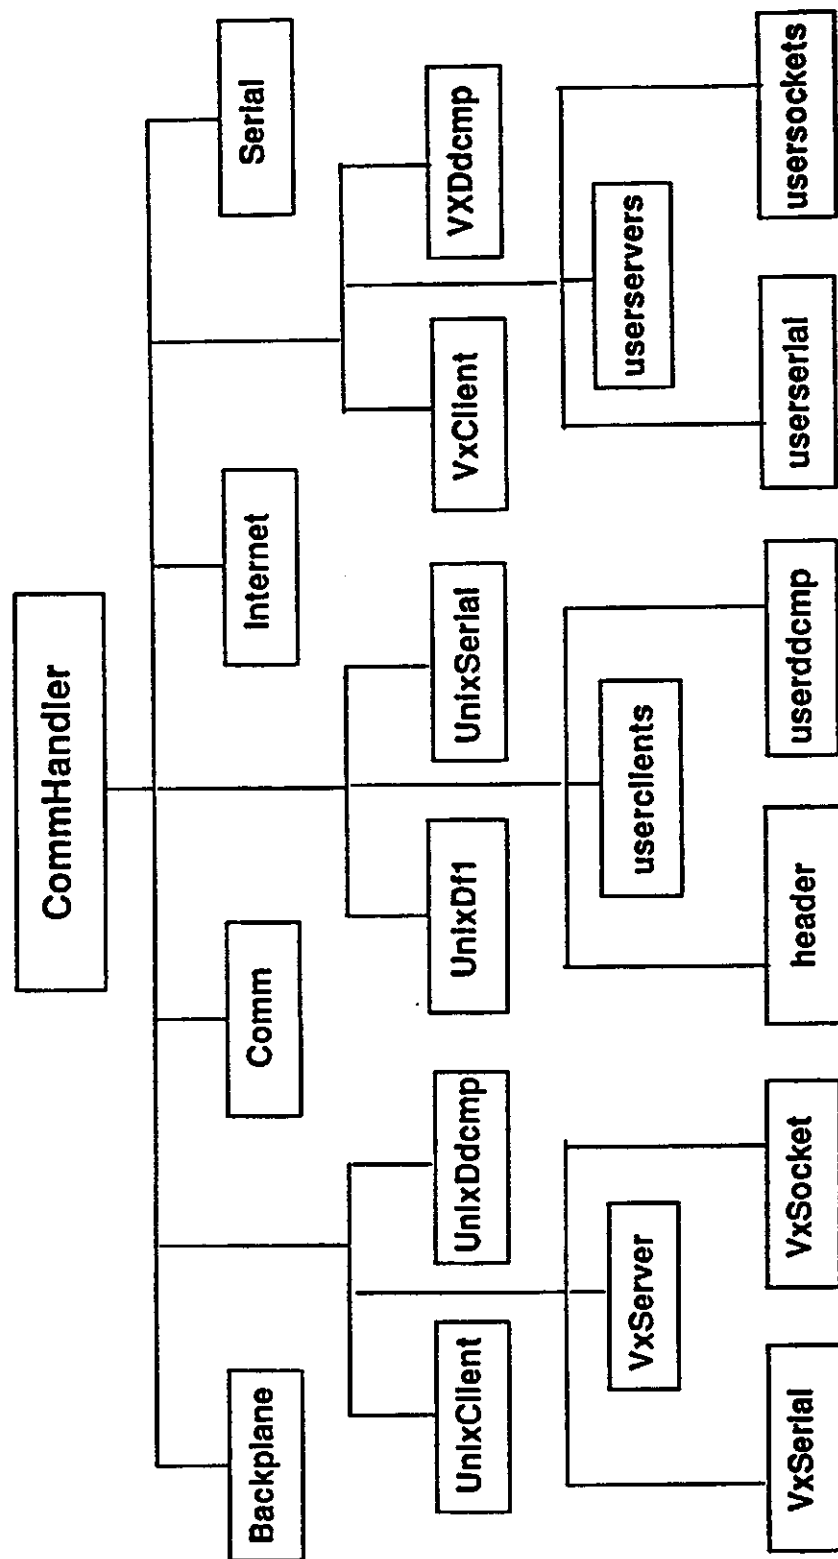 CommHandler
Backplane
Comm
Internet
Serial
UnixClient
UnixDdcmp
UnixDf1
UnixSerial
VxClient
VXDdcmp
VxServer
userclients
userservers
VxSerial
VxSocket
header
userddcmp
userserial
usersockets